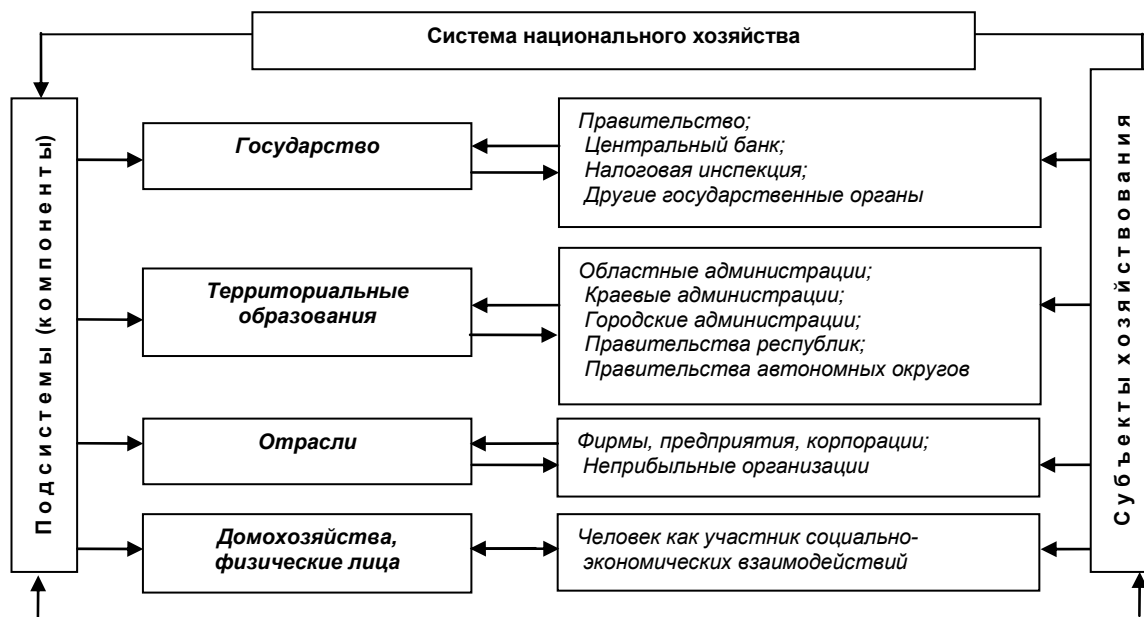 Система национального хозяйства
Подсистемы (компоненты)
Государство
Правительство;
Центральный банк;
Налоговая инспекция;
Другие государственные органы
Территориальные
образования
Областные администрации;
Краевые администрации;
Городские администрации;
Правительства республик;
Правительства автономных округов
Отрасли
Фирмы, предприятия, корпорации;
Неприбыльные организации
Домохозяйства,
физические лица
Человек как участник социально-
экономических взаимодействий
Субъекты хозяйствования